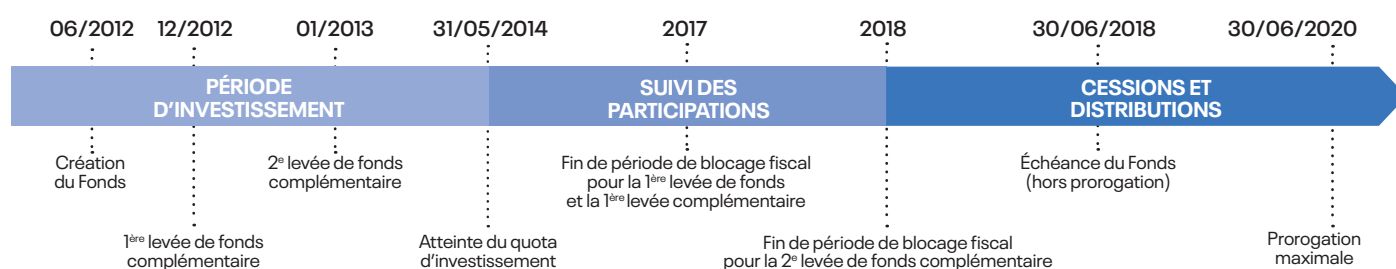 06/2012 12/2012 01/2013 31/05/2014 2017 2018 30/06/2018 30/06/2020
PÉRIODE
D'INVESTISSEMENT
SUIVI DES
PARTICIPATIONS
CESSIONS ET
DISTRIBUTIONS
Création
du Fonds
2e levée de fonds
complémentaire
Fin de période de blocage fiscal
pour la 1ère levée de fonds
et la 1ère levée complémentaire
Échéance du Fonds
(hors prorogation)
1ère levée de fonds
complémentaire
Atteinte du quota
d'investissement
Fin de période de blocage fiscal
pour la 2e levée de fonds complémentaire
Prorogation
maximale